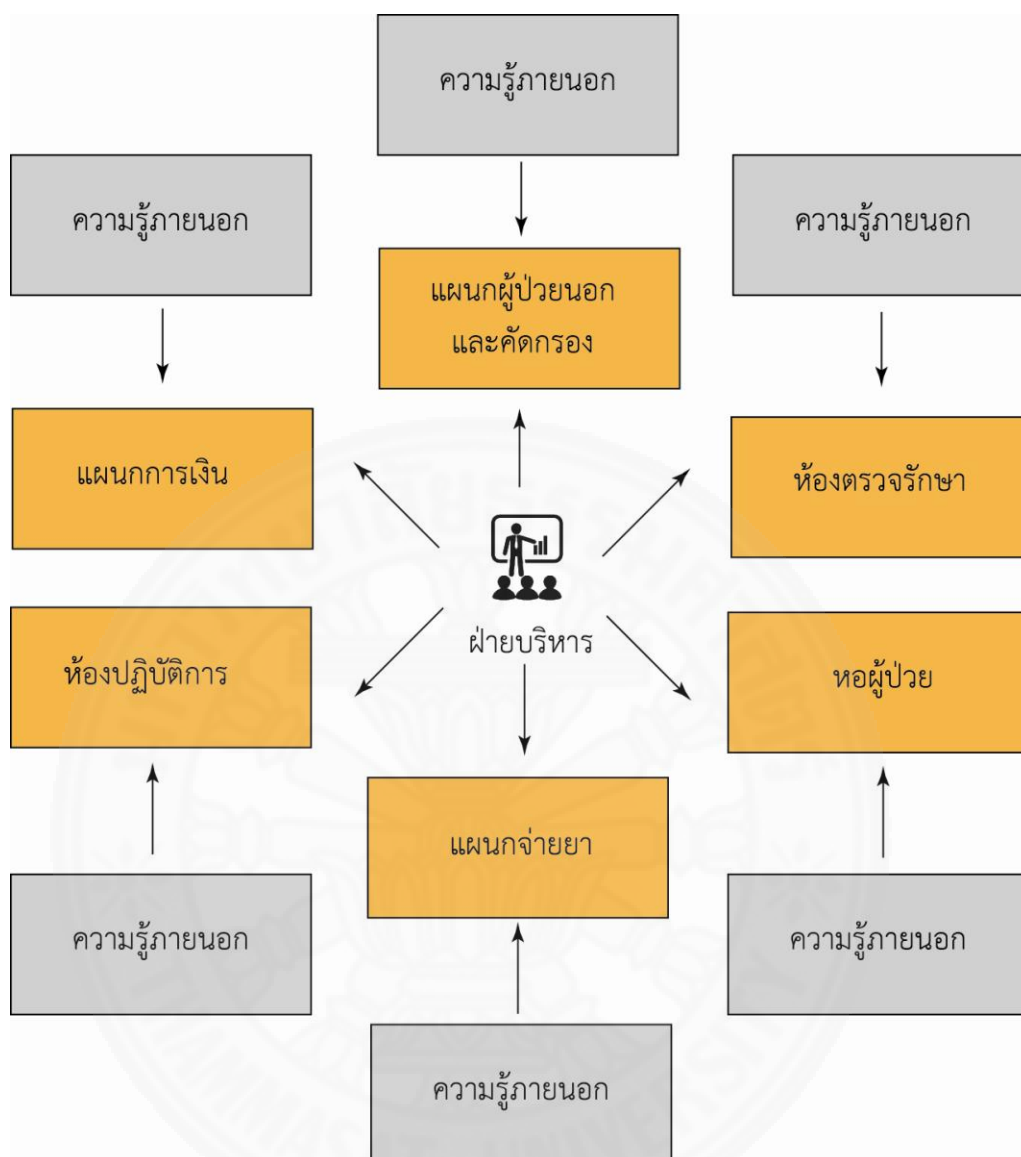 ความรู้ภายนอก
ความรู้ภายนอก
ความรู้ภายนอก
แผนกผู้ป่วยนอก
และคัดกรอง
แผนกการเงิน
ห้องตรวจรักษา
ฝ่ายบริหาร
ห้องปฏิบัติการ
หอผู้ป่วย
แผนกจ่ายยา
ความรู้ภายนอก
ความรู้ภายนอก
ความรู้ภายนอก
THAMMASAT UNIVERSITY